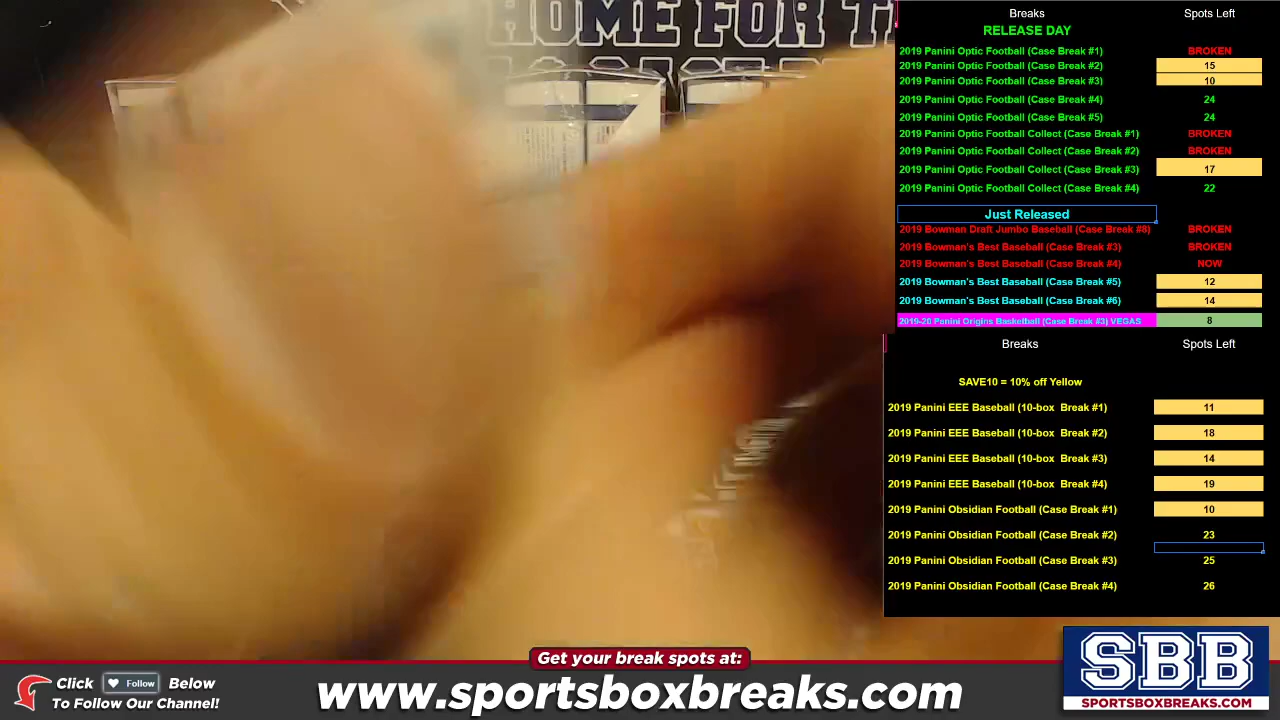 HOME FOR TH
Breaks Spots Left
RELEASE DAY
2019 Panini Optic Football (Case Break #1) BROKEN
2019 Panini Optic Football (Case Break #2) 15
2019 Panini Optic Football (Case Break #3) 10
2019 Panini Optic Football (Case Break #4) 24
2019 Panini Optic Football (Case Break #5) 24
2019 Panini Optic Football Collect (Case Break #1) BROKEN
2019 Panini Optic Football Collect (Case Break #2) BROKEN
2019 Panini Optic Football Collect (Case Break #3) 17
2019 Panini Optic Football Collect (Case Break #4) 22
Just Released
2019 Bowman Draft Jumbo Baseball (Case Break #8) BROKEN
2019 Bowman's Best Baseball (Case Break #3) BROKEN
2019 Bowman's Best Baseball (Case Break #4) NOW
2019 Bowman's Best Baseball (Case Break #5) 12
2019 Bowman's Best Baseball (Case Break #6) 14
2019-20 Panini Origins Basketball (Case Break #3) VEGAS 8
Breaks Spots Left
SAVE10 = 10% off Yellow
2019 Panini EEE Baseball (10-box Break #1) 11
2019 Panini EEE Baseball (10-box Break #2) 18
2019 Panini EEE Baseball (10-box Break #3) 14
2019 Panini EEE Baseball (10-box Break #4) 19
2019 Panini Obsidian Football (Case Break #1) 10
2019 Panini Obsidian Football (Case Break #2) 23
2019 Panini Obsidian Football (Case Break #3) 25
2019 Panini Obsidian Football (Case Break #4) 26
Get your break spots at:
Click Follow Below
To Follow Our Channel!
www.sportsboxbreaks.com
SBB
SPORTSBOXBREAKS.COM